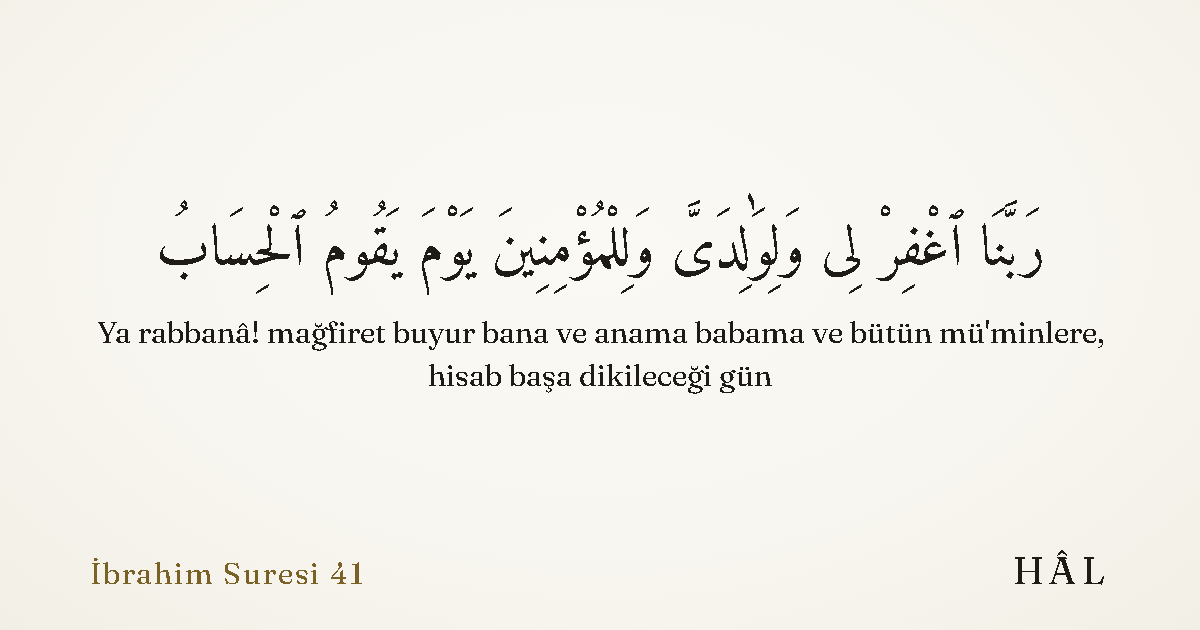 رَبَّنَا ٱغْفِرْ لِى وَلِوَٰلِدَىَّ وَلِلْمُؤْمِنِينَ يَوْمَ يَقُومُ ٱلْحِسَابُ
Ya rabbanâ! mağfiret buyur bana ve anama babama ve bütün mü'minlere,
hisab başa dikileceği gün
İbrahim Suresi 41
HÂL